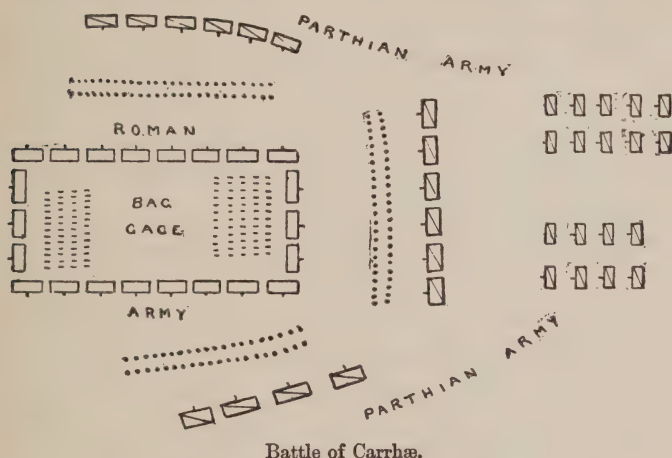 PARTHIAN ARMY
ROMAN
BAG
GAGE
ARMY
PARTHIAN ARMY
Battle of Carrhæ.